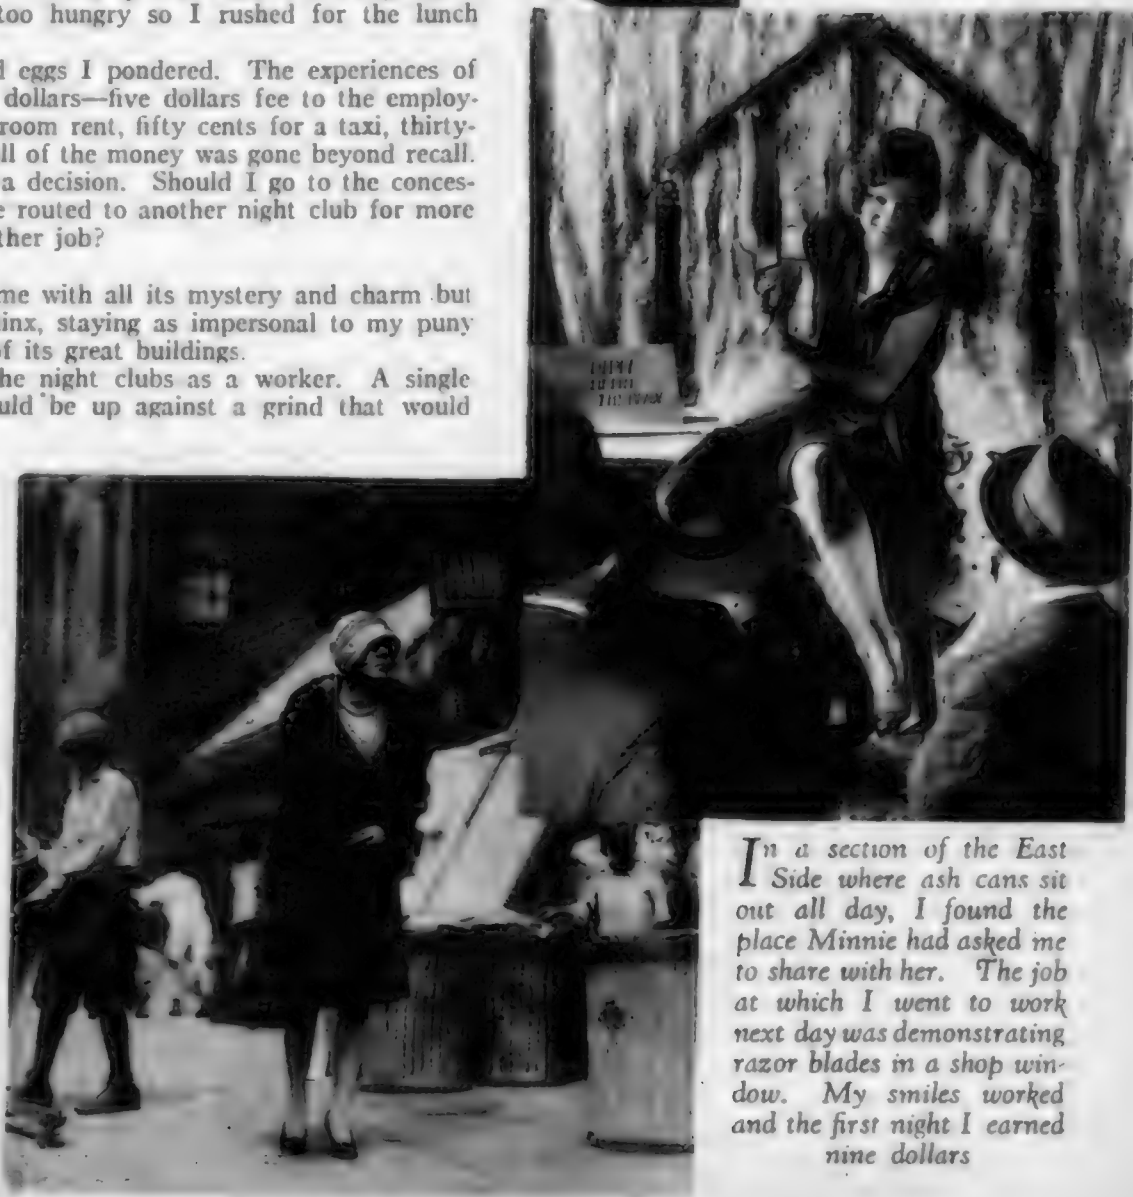 too hungry so I rushed for the lunch
d eggs I pondered. The experiences of
dollars—five dollars fee to the employ-
room rent, fifty cents for a taxi, thirty-
ll of the money was gone beyond recall.
a decision. Should I go to the conces-
e routed to another night club for more
ther job?
me with all its mystery and charm but
inx, staying as impersonal to my puny
f its great buildings.
he night clubs as a worker. A single
uld be up against a grind that would
In a section of the East
Side where ash cans sit
out all day, I found the
place Minnie had asked me
to share with her. The job
at which I went to work
next day was demonstrating
razor blades in a shop win-
dow. My smiles worked
and the first night I earned
nine dollars